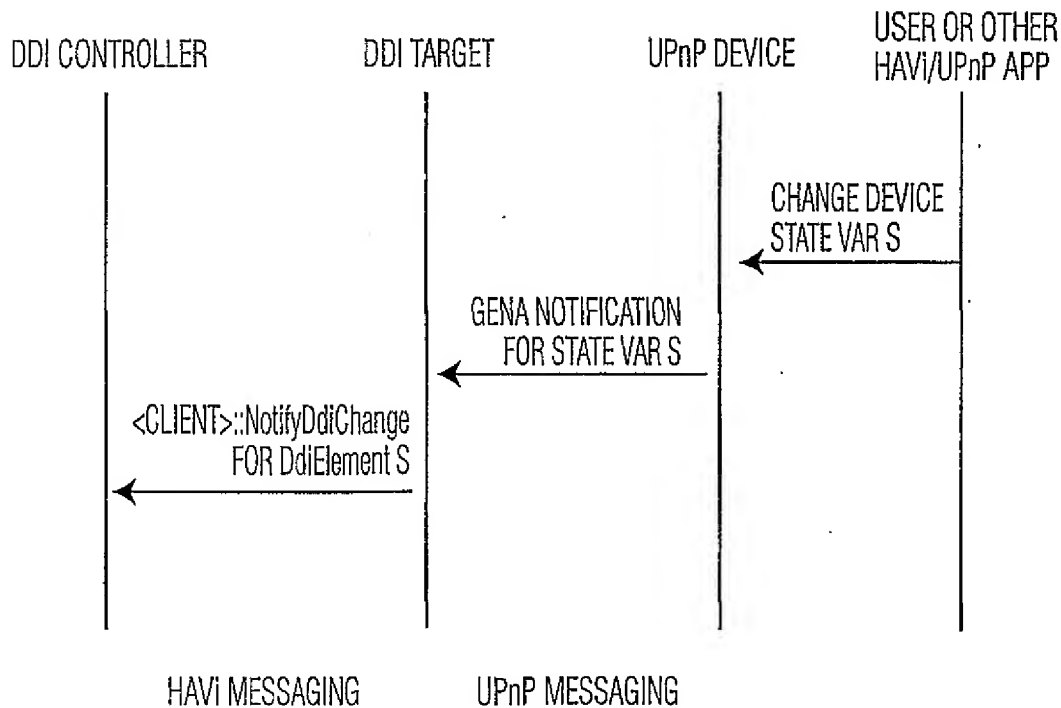 DDI CONTROLLER
DDI TARGET
UPnP DEVICE
USER OR OTHER
HAVi/UPnP APP
CHANGE DEVICE
STATE VAR S
GENA NOTIFICATION
FOR STATE VAR S
<CLIENT>::NotifyDdiChange
FOR DdiElement S
HAVi MESSAGING
UPnP MESSAGING